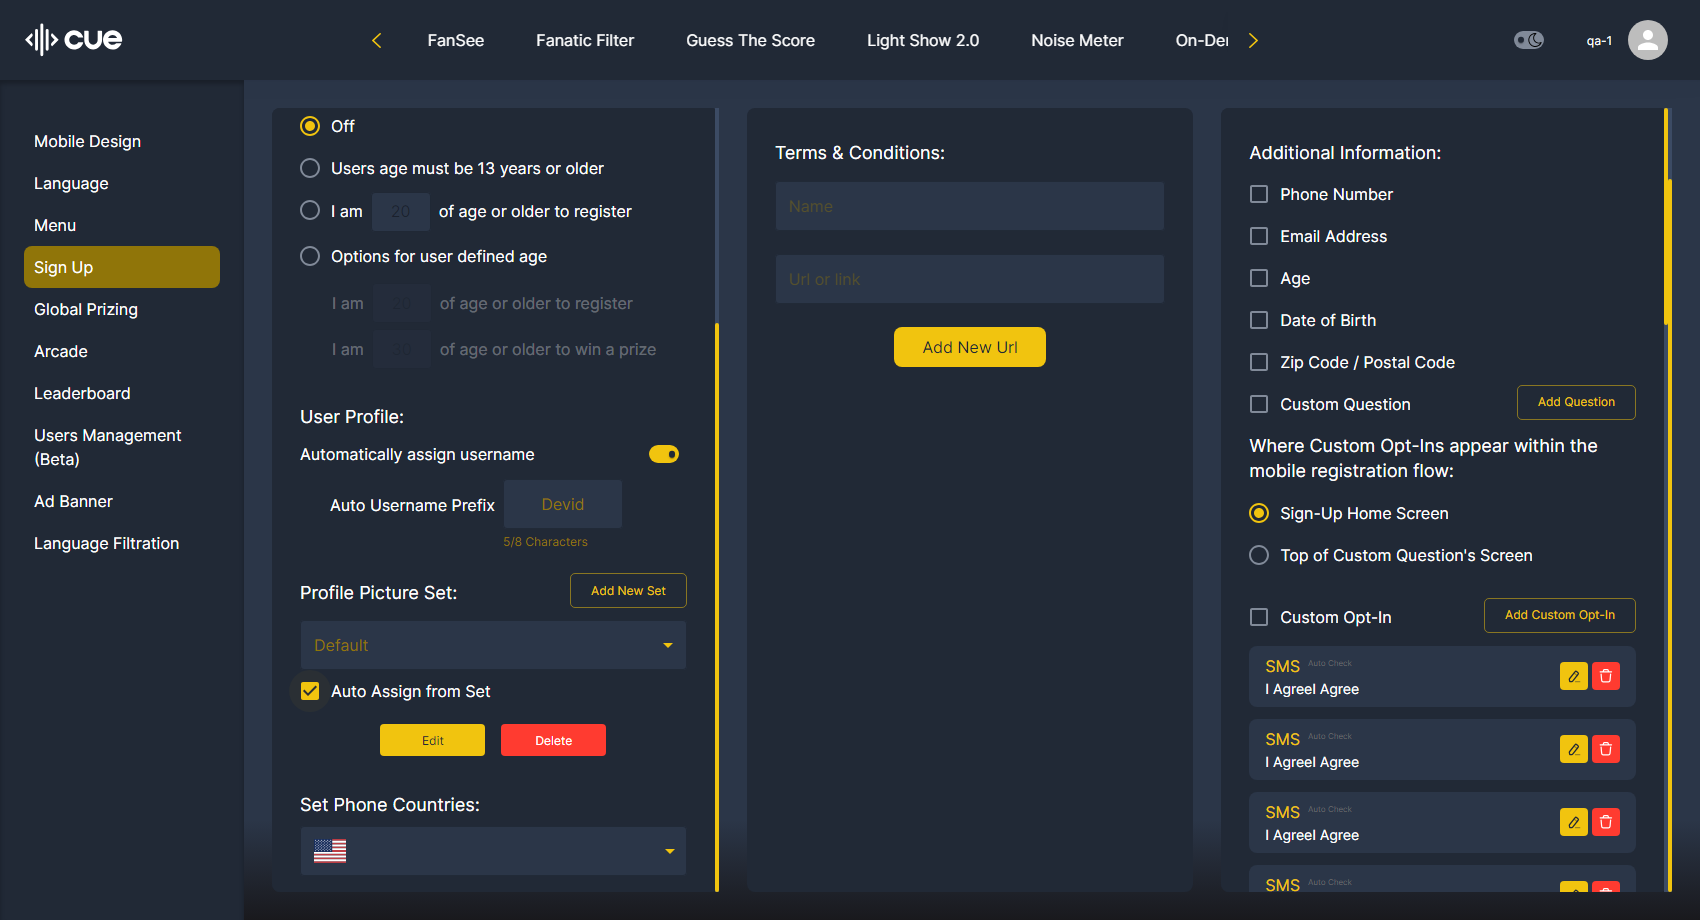 cue
FanSee
Fanatic Filter
Guess The Score
Light Show 2.0
Noise Meter
On-Der
qa-1
Mobile Design
Language
Menu
Sign Up
Global Prizing
Arcade
Leaderboard
Users Management
(Beta)
Ad Banner
Language Filtration
Off
Users age must be 13 years or older
I am 20 of age or older to register
Options for user defined age
I am of age or older to register
I am of age or older to win a prize
User Profile:
Automatically assign username
Auto Username Prefix Devid
5/8 Characters
Profile Picture Set: Add New Set
Default
Auto Assign from Set
Edit Delete
Set Phone Countries:
Terms & Conditions:
Name
Url or link
Add New Url
Additional Information:
Phone Number
Email Address
Age
Date of Birth
Zip Code / Postal Code
Custom Question Add Question
Where Custom Opt-Ins appear within the
mobile registration flow:
Sign-Up Home Screen
Top of Custom Question's Screen
Custom Opt-In Add Custom Opt-In
SMS Auto Check
I AgreeI Agree
SMS Auto Check
I AgreeI Agree
SMS Auto Check
I AgreeI Agree
SMS Auto Check